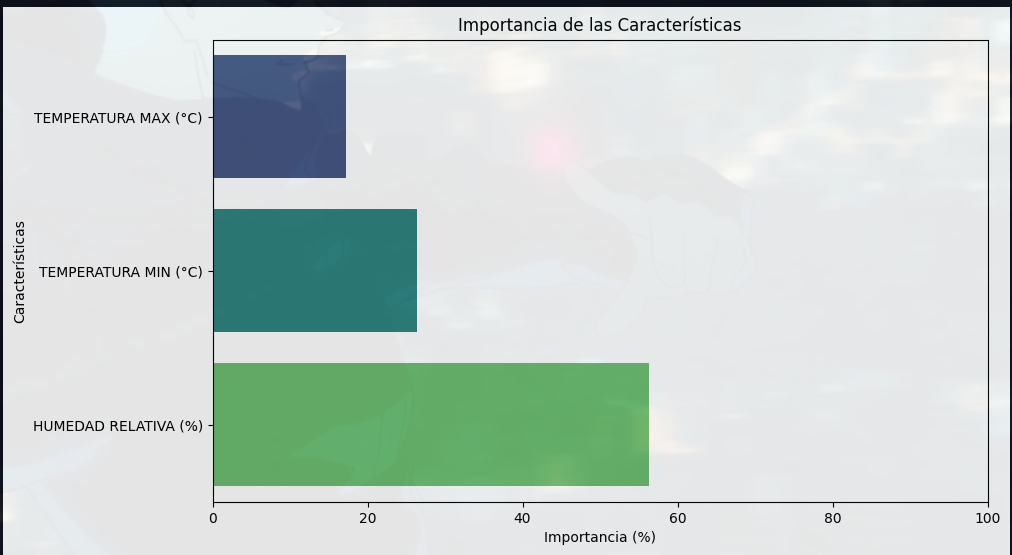 Importancia de las Características
TEMPERATURA MAX (°C)
TEMPERATURA MIN (°C)
HUMEDAD RELATIVA (%)
Características
0 20 40 60 80 100
Importancia (%)